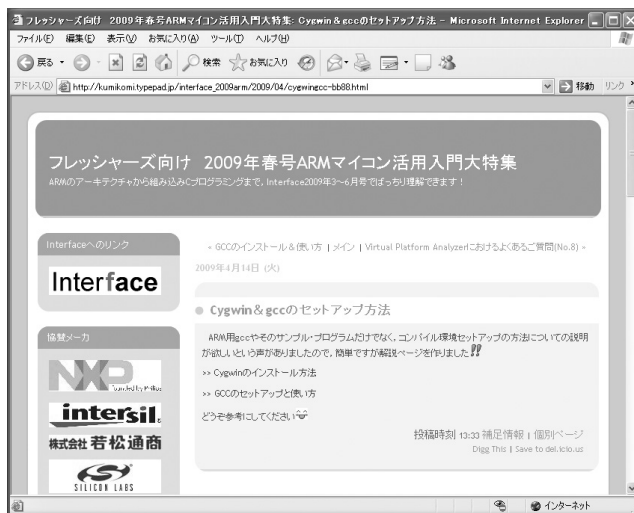 フレッシャーズ向け 2009年春号ARMマイコン活用入門大特集: Cygwin & gccのセットアップ方法 - Microsoft Internet Explorer
ファイル(F) 編集(E) 表示(V) お気に入り(A) ツール(T) ヘルプ(H)
戻る 検索 お気に入り
アドレス(D) http://kumikomi.typepad.jp/interface_2009arm/2009/04/cygwingcc-bb88.html 移動 リンク
フレッシャーズ向け 2009年春号ARMマイコン活用入門大特集
ARMのアーキテクチャから組み込みCプログラミングまで，Interface2009年3〜6月号でばっちり理解できます！
Interfaceへのリンク
Interface
協賛メーカ
NXP
founded by Philips
intersil
株式会社 若松通商
SILICON LABS
« GCCのインストール＆使い方 | メイン | Virtual Platform Analyzerにおけるよくあるご質問(No.8) »
2009年4月14日 (火)
Cygwin＆gccのセットアップ方法
ARM用gccやそのサンプル・プログラムだけでなく，コンパイル環境セットアップの方法についての説明
が欲しいという声がありましたので，簡単ですが解説ページを作りました!!
>> Cygwinのインストール方法
>> GCCのセットアップと使い方
どうぞ参考にしてください
投稿時刻 13:33 補足情報 | 個別ページ
Digg This | Save to del.icio.us
インターネット